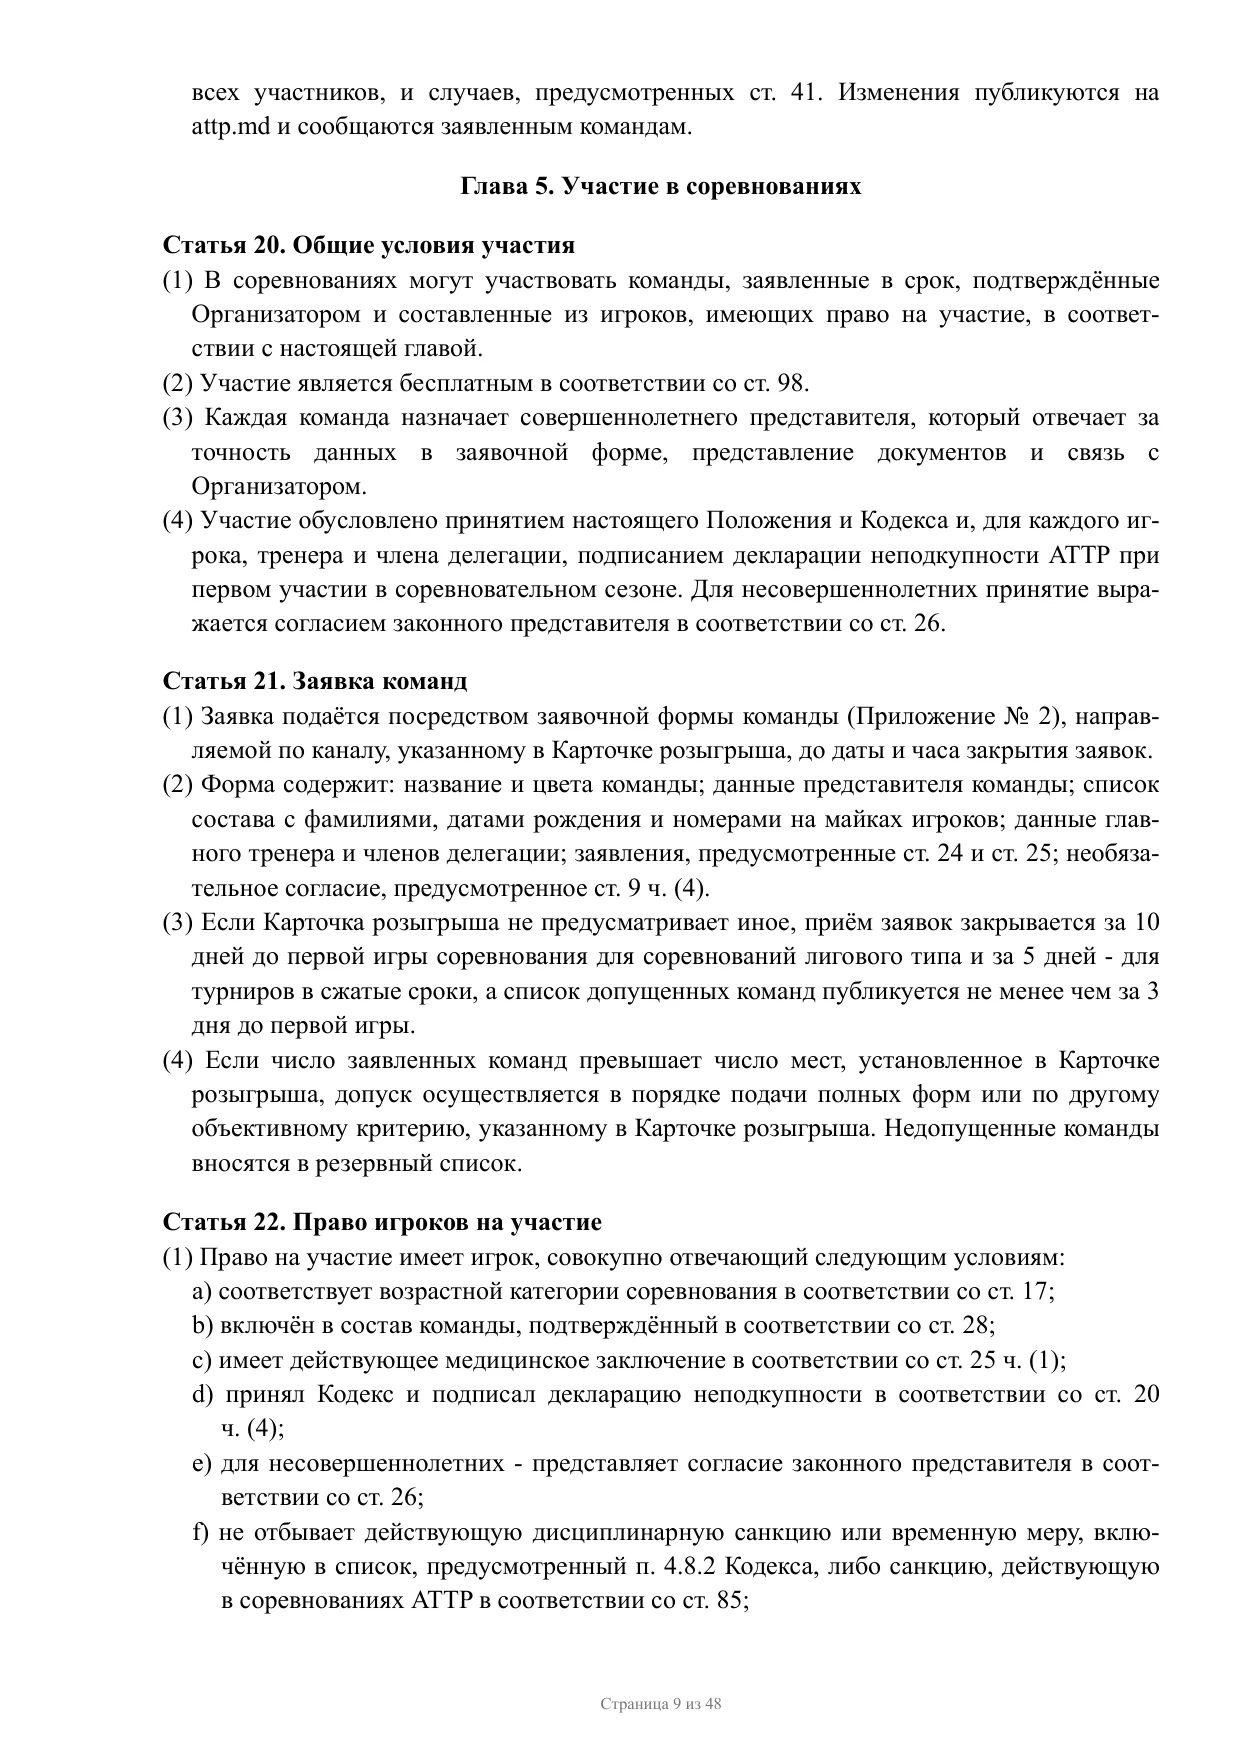 всех участников, и случаев, предусмотренных ст. 41. Изменения публикуются на
attp.md и сообщаются заявленным командам.
Глава 5. Участие в соревнованиях
Статья 20. Общие условия участия
(1) В соревнованиях могут участвовать команды, заявленные в срок, подтверждённые
Организатором и составленные из игроков, имеющих право на участие, в соответ-
ствии с настоящей главой.
(2) Участие является бесплатным в соответствии со ст. 98.
(3) Каждая команда назначает совершеннолетнего представителя, который отвечает за
точность данных в заявочной форме, представление документов и связь с
Организатором.
(4) Участие обусловлено принятием настоящего Положения и Кодекса и, для каждого иг-
рока, тренера и члена делегации, подписанием декларации неподкупности АТТР при
первом участии в соревновательном сезоне. Для несовершеннолетних принятие выра-
жается согласием законного представителя в соответствии со ст. 26.
Статья 21. Заявка команд
(1) Заявка подаётся посредством заявочной формы команды (Приложение № 2), направ-
ляемой по каналу, указанному в Карточке розыгрыша, до даты и часа закрытия заявок.
(2) Форма содержит: название и цвета команды; данные представителя команды; список
состава с фамилиями, датами рождения и номерами на майках игроков; данные глав-
ного тренера и членов делегации; заявления, предусмотренные ст. 24 и ст. 25; необяза-
тельное согласие, предусмотренное ст. 9 ч. (4).
(3) Если Карточка розыгрыша не предусматривает иное, приём заявок закрывается за 10
дней до первой игры соревнования для соревнований лигового типа и за 5 дней - для
турниров в сжатые сроки, а список допущенных команд публикуется не менее чем за 3
дня до первой игры.
(4) Если число заявленных команд превышает число мест, установленное в Карточке
розыгрыша, допуск осуществляется в порядке подачи полных форм или по другому
объективному критерию, указанному в Карточке розыгрыша. Недопущенные команды
вносятся в резервный список.
Статья 22. Право игроков на участие
(1) Право на участие имеет игрок, совокупно отвечающий следующим условиям:
a) соответствует возрастной категории соревнования в соответствии со ст. 17;
b) включён в состав команды, подтверждённый в соответствии со ст. 28;
c) имеет действующее медицинское заключение в соответствии со ст. 25 ч. (1);
d) принял Кодекс и подписал декларацию неподкупности в соответствии со ст. 20
ч. (4);
e) для несовершеннолетних - представляет согласие законного представителя в соот-
ветствии со ст. 26;
f) не отбывает действующую дисциплинарную санкцию или временную меру, вклю-
чённую в список, предусмотренный п. 4.8.2 Кодекса, либо санкцию, действующую
в соревнованиях АТТР в соответствии со ст. 85;
Страница 9 из 48